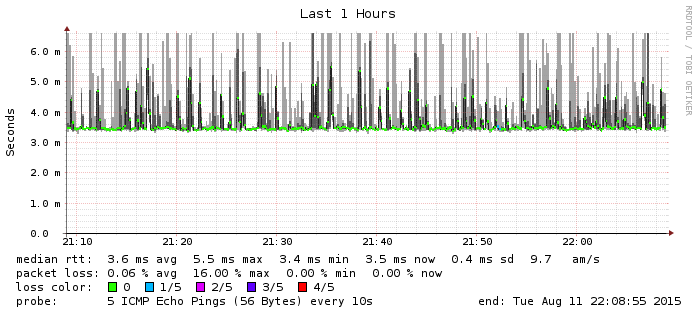 Last 1 Hours
RRDTOOL / TOBI OETIKER
Seconds
6.0 m
5.0 m
4.0 m
3.0 m
2.0 m
1.0 m
0.0
21:10 21:20 21:30 21:40 21:50 22:00
median rtt: 3.6 ms avg 5.5 ms max 3.4 ms min 3.5 ms now 0.4 ms sd 9.7 am/s
packet loss: 0.06 % avg 16.00 % max 0.00 % min 0.00 % now
loss color: 0 1/5 2/5 3/5 4/5
probe: 5 ICMP Echo Pings (56 Bytes) every 10s end: Tue Aug 11 22:08:55 2015